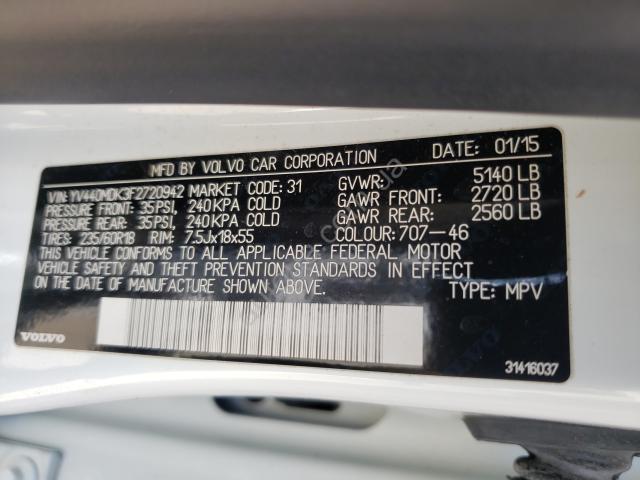 MFD BY VOLVO CAR CORPORATION DATE: 01/15
VIN: YV440MDK3F2720942 MARKET CODE: 31 GVWR: 5140 LB
PRESSURE FRONT: 35PSI, 240KPA COLD GAWR FRONT: 2720 LB
PRESSURE REAR: 35PSI, 240KPA COLD GAWR REAR: 2560 LB
TIRES: 235/60R18 RIM: 7.5Jx18x55 COLOUR: 707-46
THIS VEHICLE CONFORMS TO ALL APPLICABLE FEDERAL MOTOR
VEHICLE SAFETY AND THEFT PREVENTION STANDARDS IN EFFECT
ON THE DATE OF MANUFACTURE SHOWN ABOVE. TYPE: MPV
VOLVO
31416037